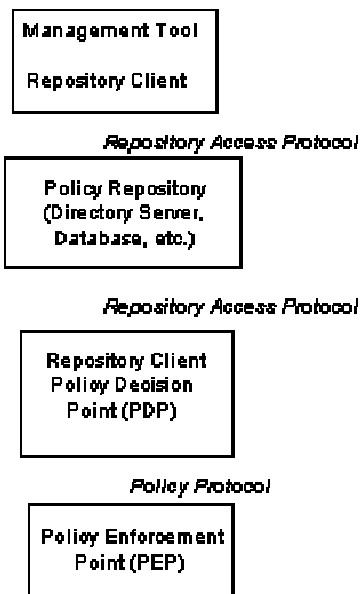 Management Tool
Repository Client
Repository Access Protocol
Policy Repository
(Directory Server,
Database, etc.)
Repository Access Protocol
Repository Client
Policy Decision
Point (PDP)
Policy Protocol
Policy Enforcement
Point (PEP)